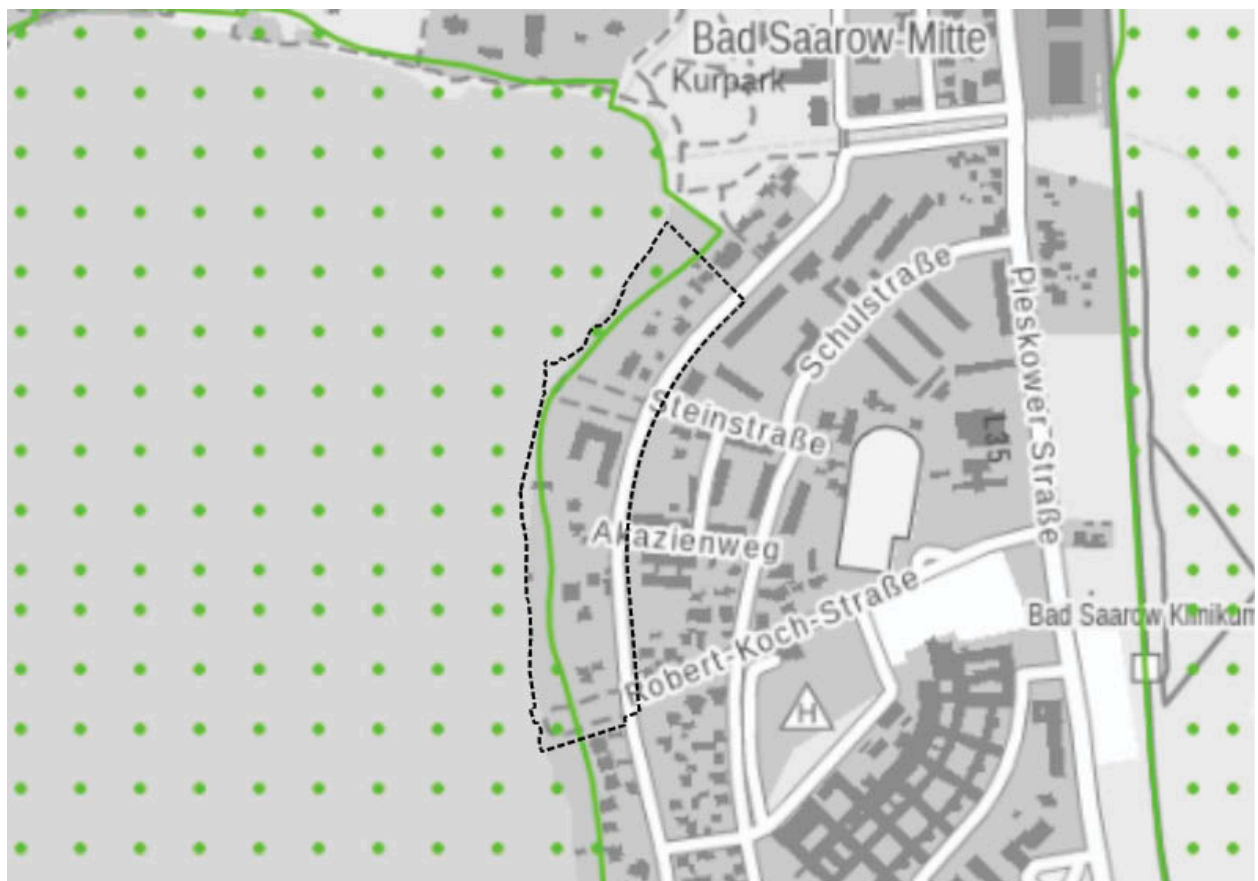 Bad Saarow-Mitte
Kurpark
Schulstraße
Pieskower-Straße
Steinstraße
L35
Akazienweg
Robert-Koch-Straße
Bad Saarow Klinikum
H